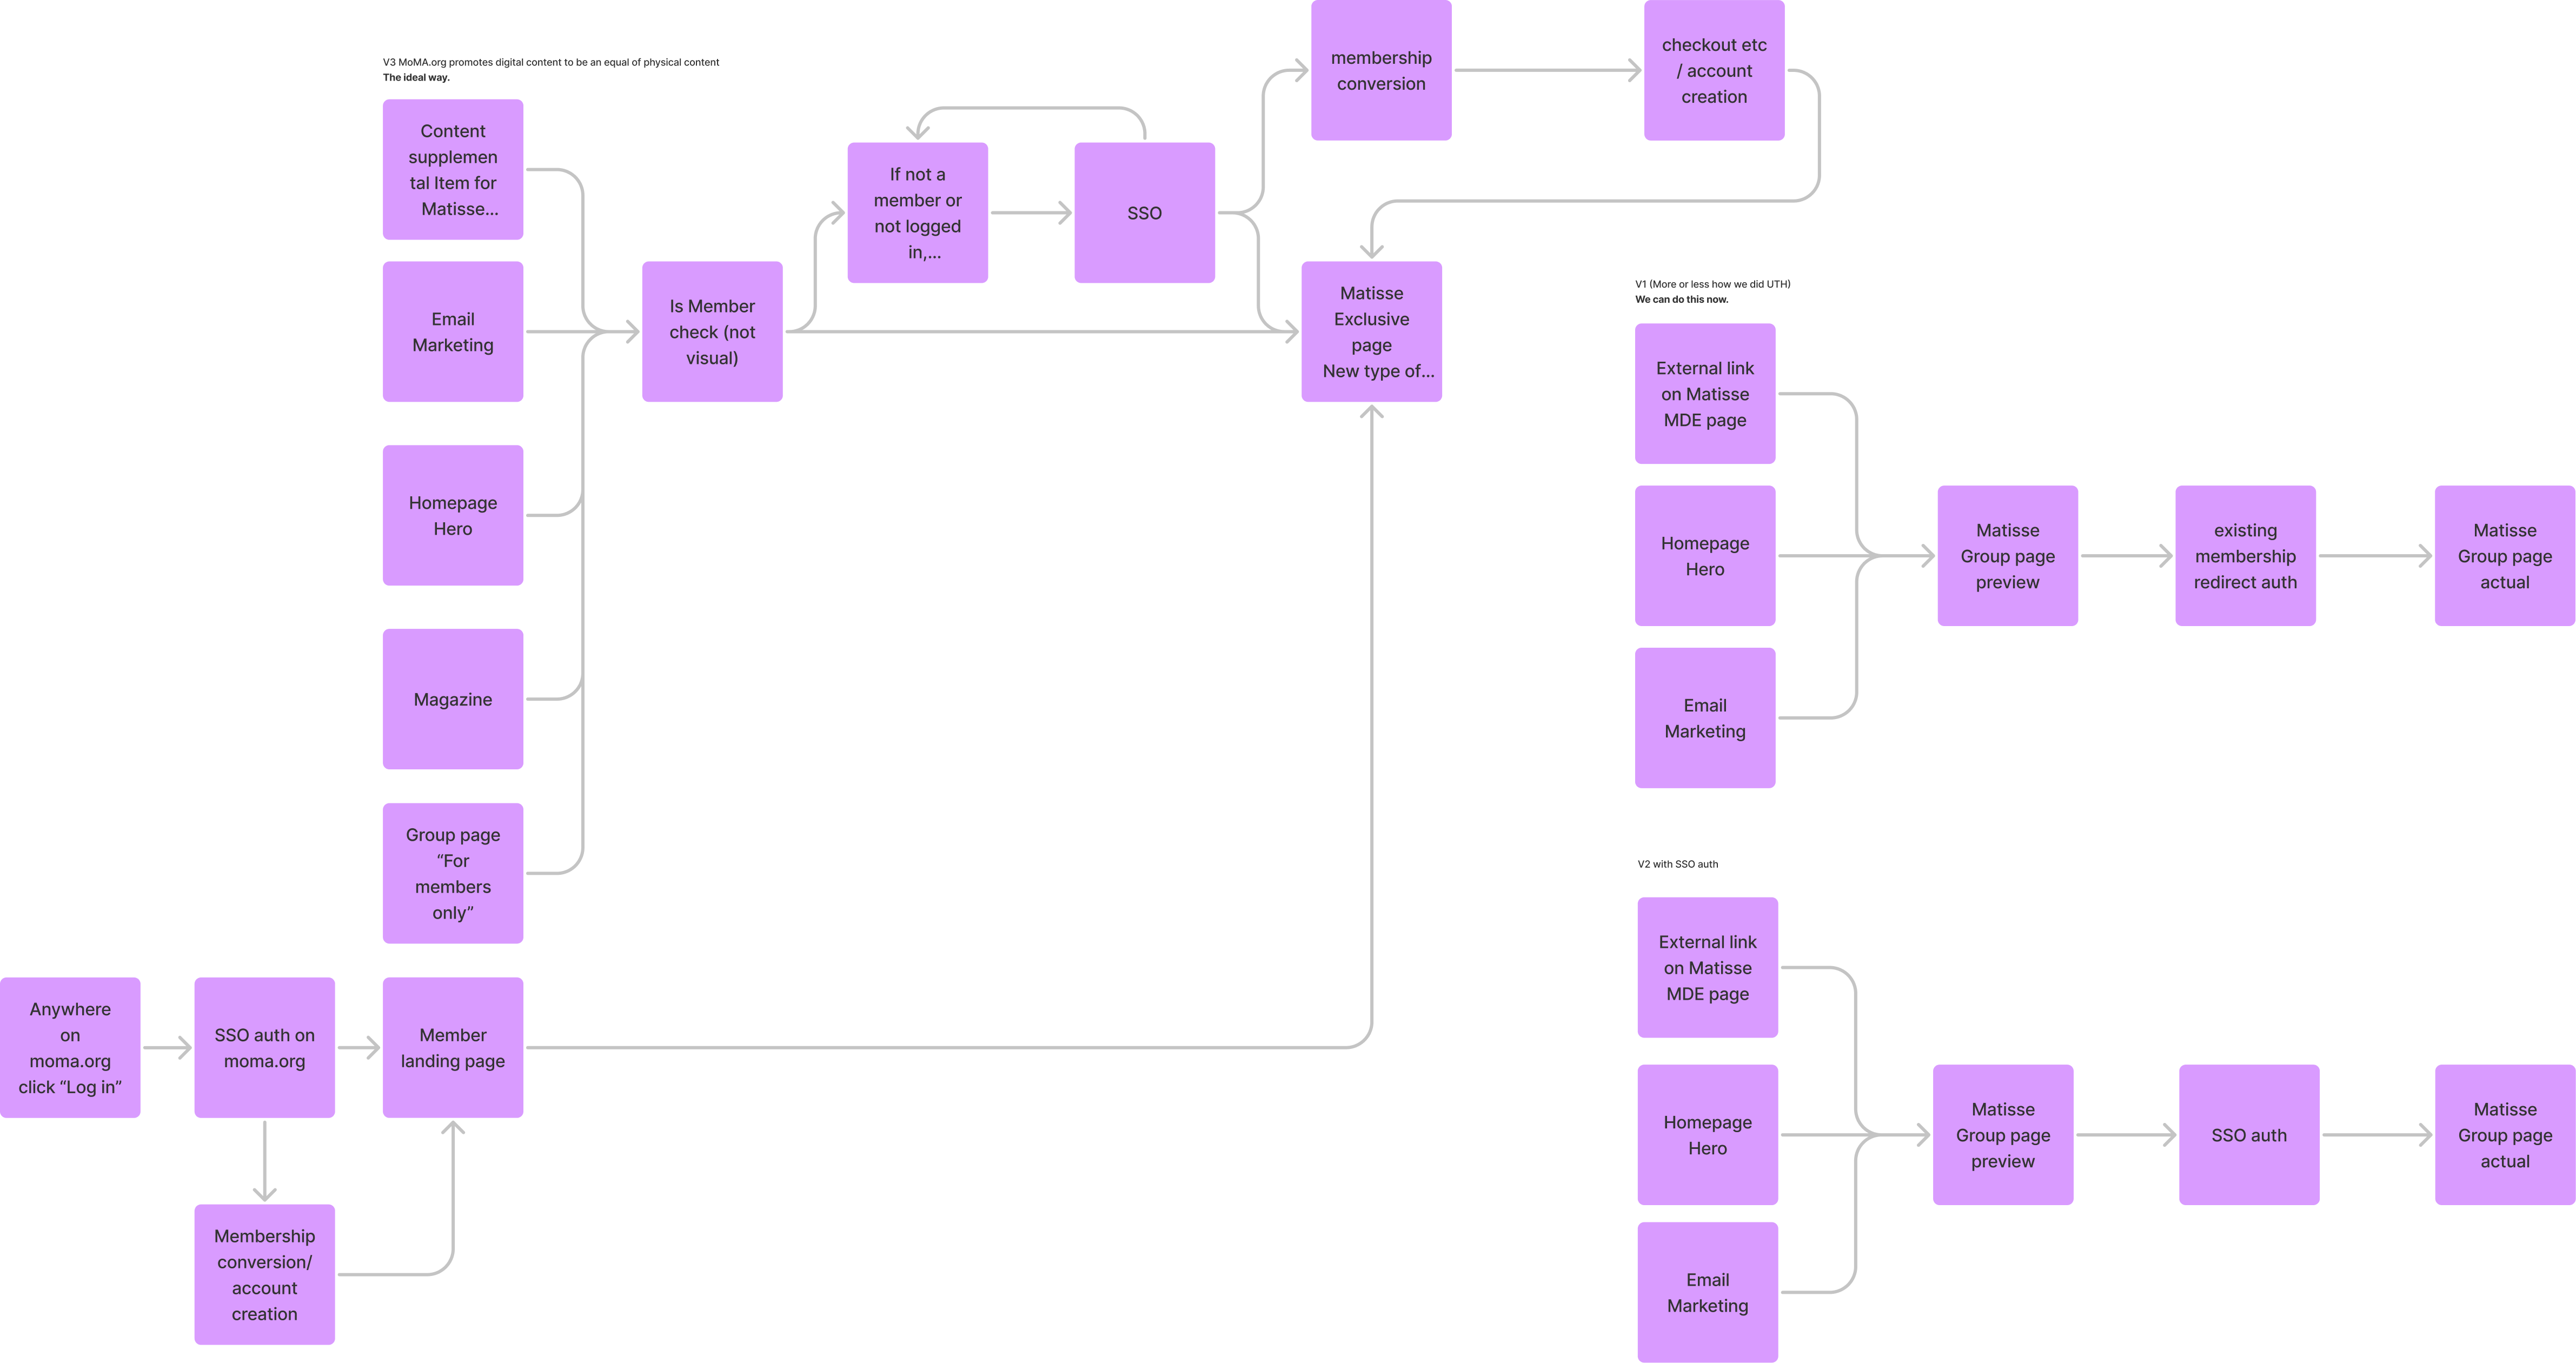 V3 MoMA.org promotes digital content to be an equal of physical content
The ideal way.
Content
supplemen
tal Item for
Matisse...
Email
Marketing
Homepage
Hero
Magazine
Group page
“For
members
only”
Is Member
check (not
visual)
If not a
member or
not logged
in,...
SSO
membership
conversion
checkout etc
/ account
creation
Matisse
Exclusive
page
New type of...
Anywhere
on
moma.org
click “Log in”
SSO auth on
moma.org
Member
landing page
Membership
conversion/
account
creation
V1 (More or less how we did UTH)
We can do this now.
External link
on Matisse
MDE page
Homepage
Hero
Email
Marketing
Matisse
Group page
preview
existing
membership
redirect auth
Matisse
Group page
actual
V2 with SSO auth
External link
on Matisse
MDE page
Homepage
Hero
Email
Marketing
Matisse
Group page
preview
SSO auth
Matisse
Group page
actual